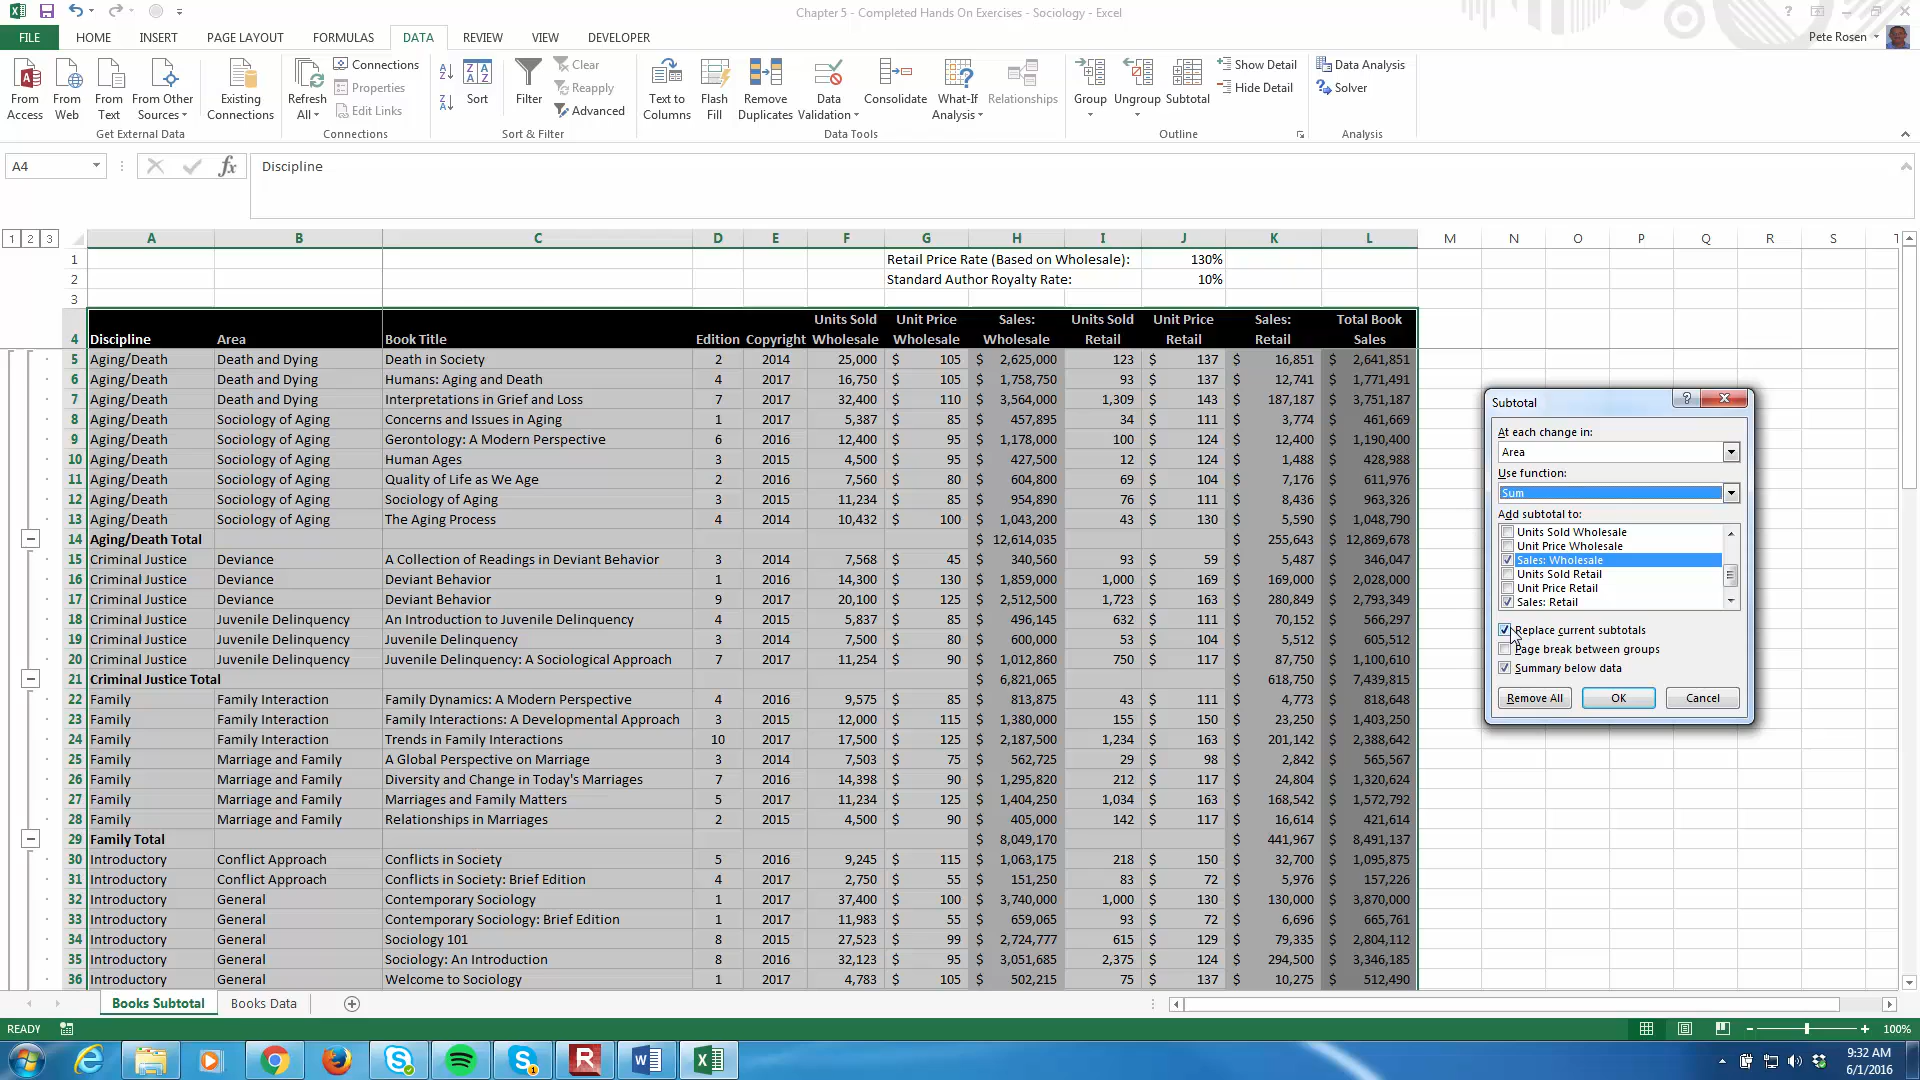 Chapter 5 - Completed Hands On Exercises - Sociology - Excel
FILE HOME INSERT PAGE LAYOUT FORMULAS DATA REVIEW VIEW DEVELOPER Pete Rosen
From Access
From Web
From Text
From Other Sources
Existing Connections
Get External Data
Refresh All
Connections
Properties
Edit Links
Connections
Sort
Filter
Clear
Reapply
Advanced
Sort & Filter
Text to Columns
Flash Fill
Remove Duplicates
Data Validation
Consolidate
What-If Analysis
Relationships
Data Tools
Group
Ungroup
Subtotal
Show Detail
Hide Detail
Outline
Data Analysis
Solver
Analysis
A4 fx Discipline
1 2 3 A B C D E F G H I J K L M N O P Q R S
1 Retail Price Rate (Based on Wholesale): 130%
2 Standard Author Royalty Rate: 10%
3
Units Sold Unit Price Sales: Units Sold Unit Price Sales: Total Book
4 Discipline Area Book Title Edition Copyright Wholesale Wholesale Wholesale Retail Retail Retail Sales
5 Aging/Death Death and Dying Death in Society 2 2014 25,000 $ 105 $ 2,625,000 123 $ 137 $ 16,851 $ 2,641,851
6 Aging/Death Death and Dying Humans: Aging and Death 4 2017 16,750 $ 105 $ 1,758,750 93 $ 137 $ 12,741 $ 1,771,491
7 Aging/Death Death and Dying Interpretations in Grief and Loss 7 2017 32,400 $ 110 $ 3,564,000 1,309 $ 143 $ 187,187 $ 3,751,187
8 Aging/Death Sociology of Aging Concerns and Issues in Aging 1 2017 5,387 $ 85 $ 457,895 34 $ 111 $ 3,774 $ 461,669
9 Aging/Death Sociology of Aging Gerontology: A Modern Perspective 6 2016 12,400 $ 95 $ 1,178,000 100 $ 124 $ 12,400 $ 1,190,400
10 Aging/Death Sociology of Aging Human Ages 3 2015 4,500 $ 95 $ 427,500 12 $ 124 $ 1,488 $ 428,988
11 Aging/Death Sociology of Aging Quality of Life as We Age 2 2016 7,560 $ 80 $ 604,800 69 $ 104 $ 7,176 $ 611,976
12 Aging/Death Sociology of Aging Sociology of Aging 3 2015 11,234 $ 85 $ 954,890 76 $ 111 $ 8,436 $ 963,326
13 Aging/Death Sociology of Aging The Aging Process 4 2014 10,432 $ 100 $ 1,043,200 43 $ 130 $ 5,590 $ 1,048,790
14 Aging/Death Total $ 12,614,035 $ 255,643 $ 12,869,678
15 Criminal Justice Deviance A Collection of Readings in Deviant Behavior 3 2014 7,568 $ 45 $ 340,560 93 $ 59 $ 5,487 $ 346,047
16 Criminal Justice Deviance Deviant Behavior 1 2016 14,300 $ 130 $ 1,859,000 1,000 $ 169 $ 169,000 $ 2,028,000
17 Criminal Justice Deviance Deviant Behavior 9 2017 20,100 $ 125 $ 2,512,500 1,723 $ 163 $ 280,849 $ 2,793,349
18 Criminal Justice Juvenile Delinquency An Introduction to Juvenile Delinquency 4 2015 5,837 $ 85 $ 496,145 632 $ 111 $ 70,152 $ 566,297
19 Criminal Justice Juvenile Delinquency Juvenile Delinquency 3 2014 7,500 $ 80 $ 600,000 53 $ 104 $ 5,512 $ 605,512
20 Criminal Justice Juvenile Delinquency Juvenile Delinquency: A Sociological Approach 7 2017 11,254 $ 90 $ 1,012,860 750 $ 117 $ 87,750 $ 1,100,610
21 Criminal Justice Total $ 6,821,065 $ 618,750 $ 7,439,815
22 Family Family Interaction Family Dynamics: A Modern Perspective 4 2016 9,575 $ 85 $ 813,875 43 $ 111 $ 4,773 $ 818,648
23 Family Family Interaction Family Interactions: A Developmental Approach 3 2015 12,000 $ 115 $ 1,380,000 155 $ 150 $ 23,250 $ 1,403,250
24 Family Family Interaction Trends in Family Interactions 10 2017 17,500 $ 125 $ 2,187,500 1,234 $ 163 $ 201,142 $ 2,388,642
25 Family Marriage and Family A Global Perspective on Marriage 3 2014 7,503 $ 75 $ 562,725 29 $ 98 $ 2,842 $ 565,567
26 Family Marriage and Family Diversity and Change in Today's Marriages 7 2016 14,398 $ 90 $ 1,295,820 212 $ 117 $ 24,804 $ 1,320,624
27 Family Marriage and Family Marriages and Family Matters 5 2017 11,234 $ 125 $ 1,404,250 1,034 $ 163 $ 168,542 $ 1,572,792
28 Family Marriage and Family Relationships in Marriages 2 2015 4,500 $ 90 $ 405,000 142 $ 117 $ 16,614 $ 421,614
29 Family Total $ 8,049,170 $ 441,967 $ 8,491,137
30 Introductory Conflict Approach Conflicts in Society 5 2016 9,245 $ 115 $ 1,063,175 218 $ 150 $ 32,700 $ 1,095,875
31 Introductory Conflict Approach Conflicts in Society: Brief Edition 4 2017 2,750 $ 55 $ 151,250 83 $ 72 $ 5,976 $ 157,226
32 Introductory General Contemporary Sociology 1 2017 37,400 $ 100 $ 3,740,000 1,000 $ 130 $ 130,000 $ 3,870,000
33 Introductory General Contemporary Sociology: Brief Edition 1 2017 11,983 $ 55 $ 659,065 93 $ 72 $ 6,696 $ 665,761
34 Introductory General Sociology 101 8 2015 27,523 $ 99 $ 2,724,777 615 $ 129 $ 79,335 $ 2,804,112
35 Introductory General Sociology: An Introduction 8 2016 32,123 $ 95 $ 3,051,685 2,375 $ 124 $ 294,500 $ 3,346,185
36 Introductory General Welcome to Sociology 1 2017 4,783 $ 105 $ 502,215 75 $ 137 $ 10,275 $ 512,490
Subtotal
At each change in:
Area
Use function:
Sum
Add subtotal to:
Units Sold Wholesale
Unit Price Wholesale
Sales: Wholesale
Units Sold Retail
Unit Price Retail
Sales: Retail
Replace current subtotals
Page break between groups
Summary below data
Remove All OK Cancel
Books Subtotal Books Data
READY 100%
9:32 AM
6/1/2016